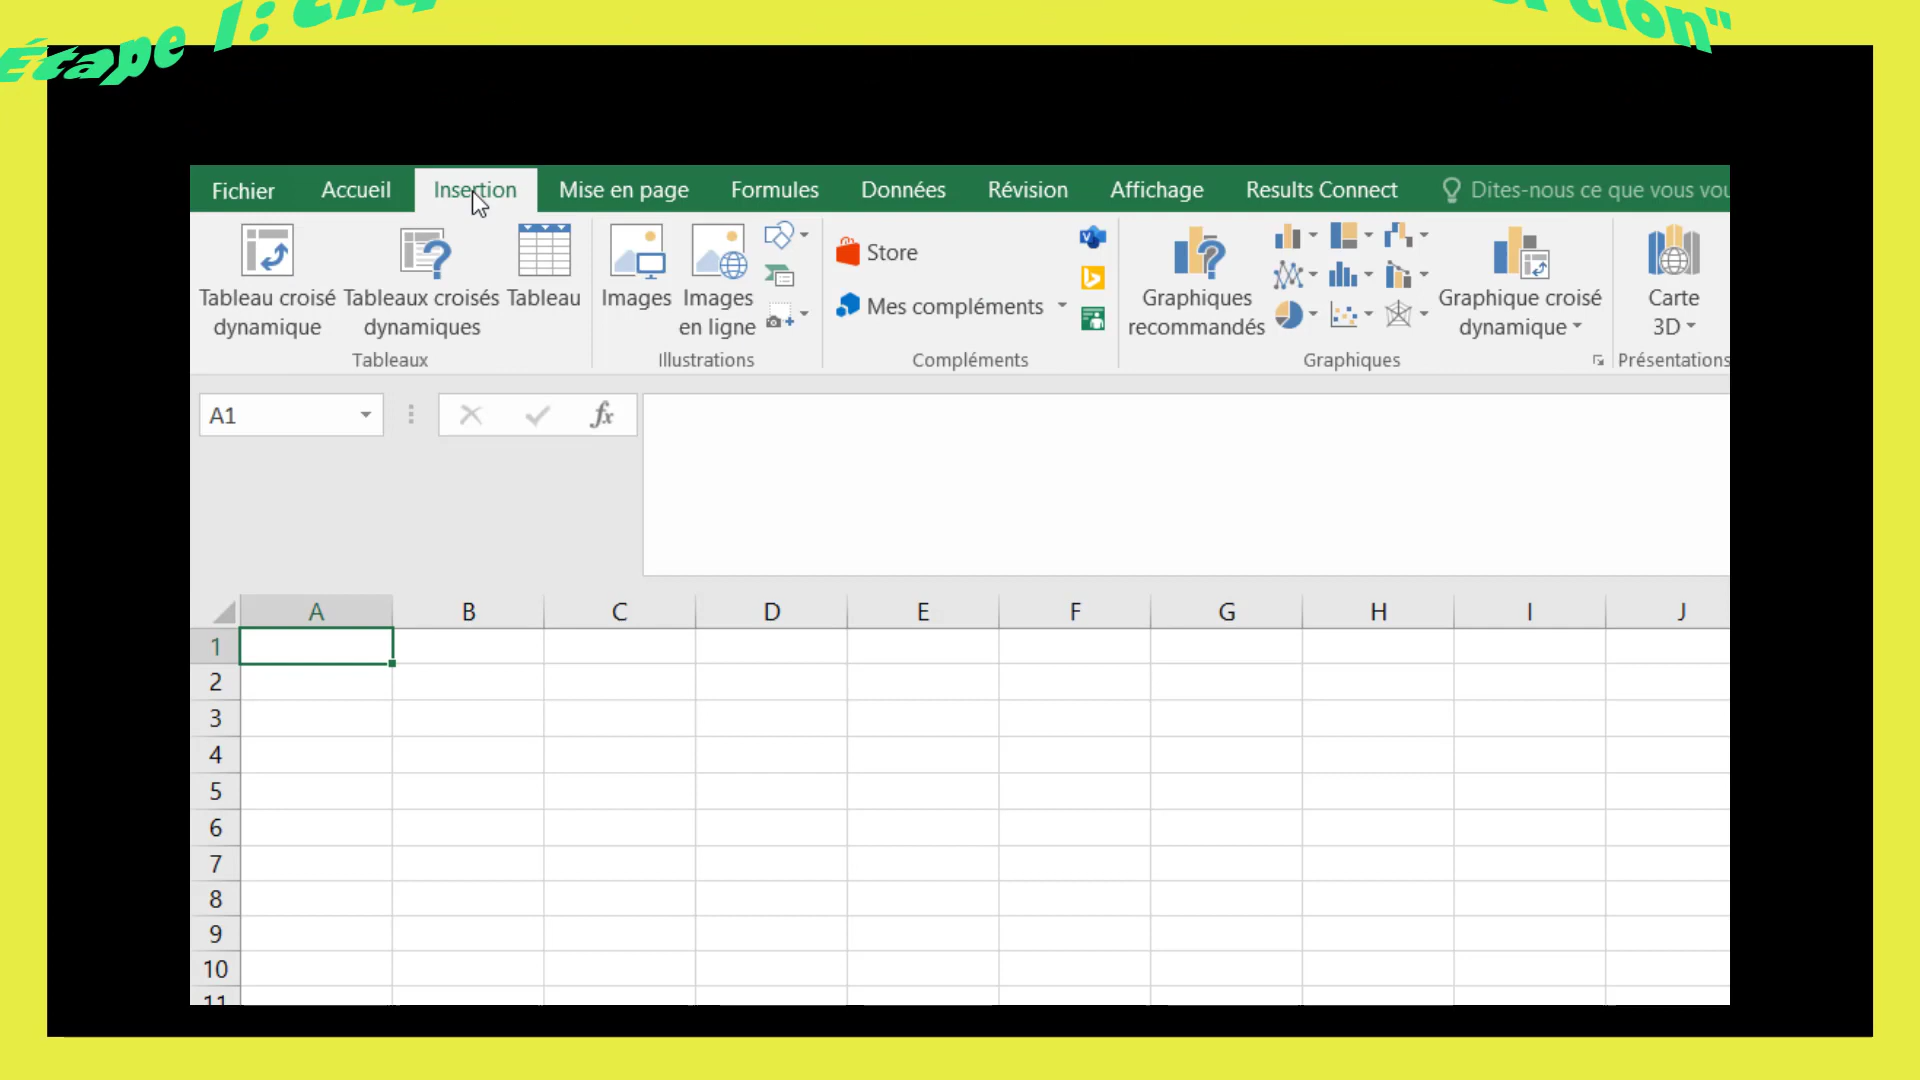 Étape 1: Cliq
tion"
Fichier Accueil Insertion Mise en page Formules Données Révision Affichage Results Connect Dites-nous ce que vous vou
Tableau croisé dynamique
Tableaux croisés dynamiques
Tableau
Images
Images en ligne
Store
Mes compléments
Graphiques recommandés
Graphique croisé dynamique
Carte 3D
Tableaux Illustrations Compléments Graphiques Présentations
A1 fx
A B C D E F G H I J
1
2
3
4
5
6
7
8
9
10
11